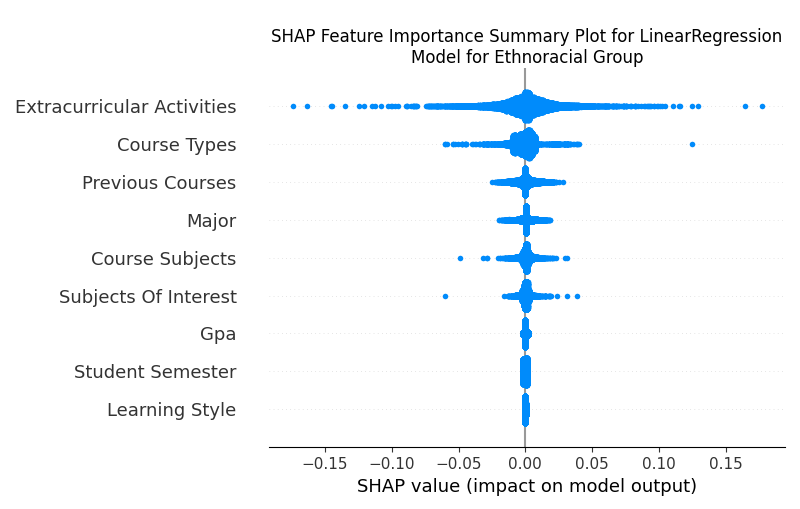 SHAP Feature Importance Summary Plot for LinearRegression
Model for Ethnoracial Group
Extracurricular Activities
Course Types
Previous Courses
Major
Course Subjects
Subjects Of Interest
Gpa
Student Semester
Learning Style
−0.15 −0.10 −0.05 0.00 0.05 0.10 0.15
SHAP value (impact on model output)